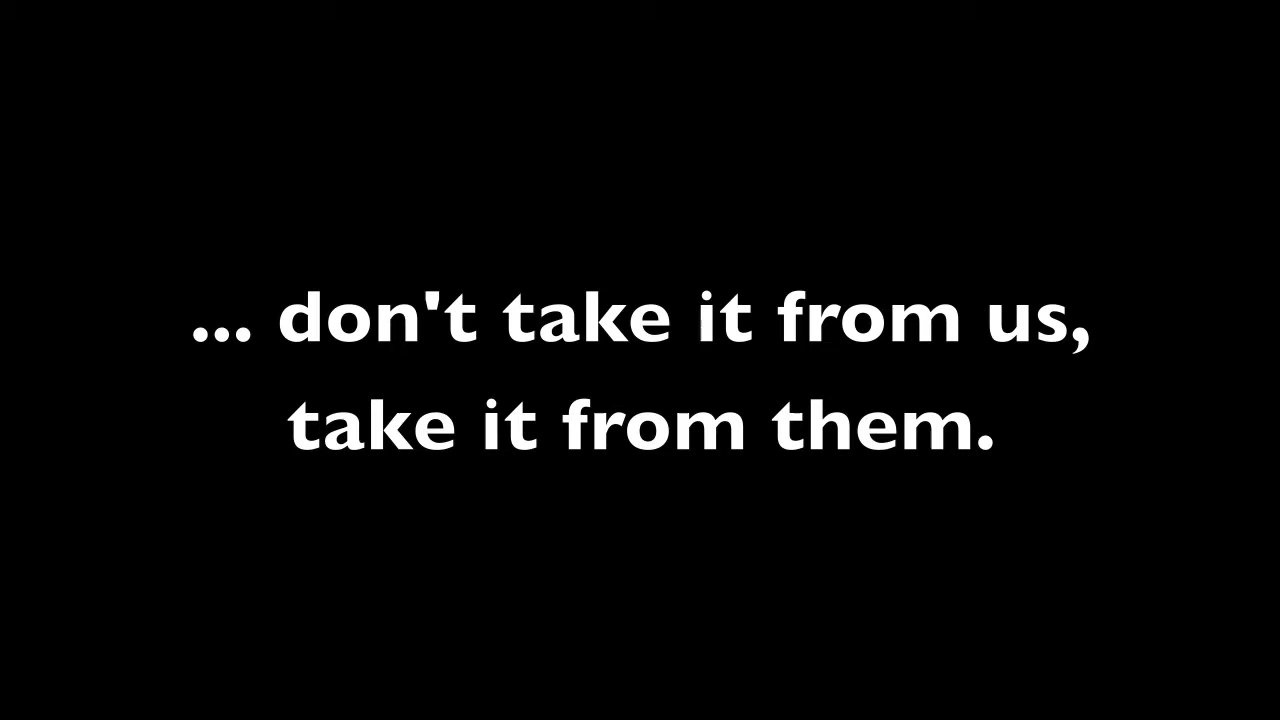 ... don't take it from us,
take it from them.